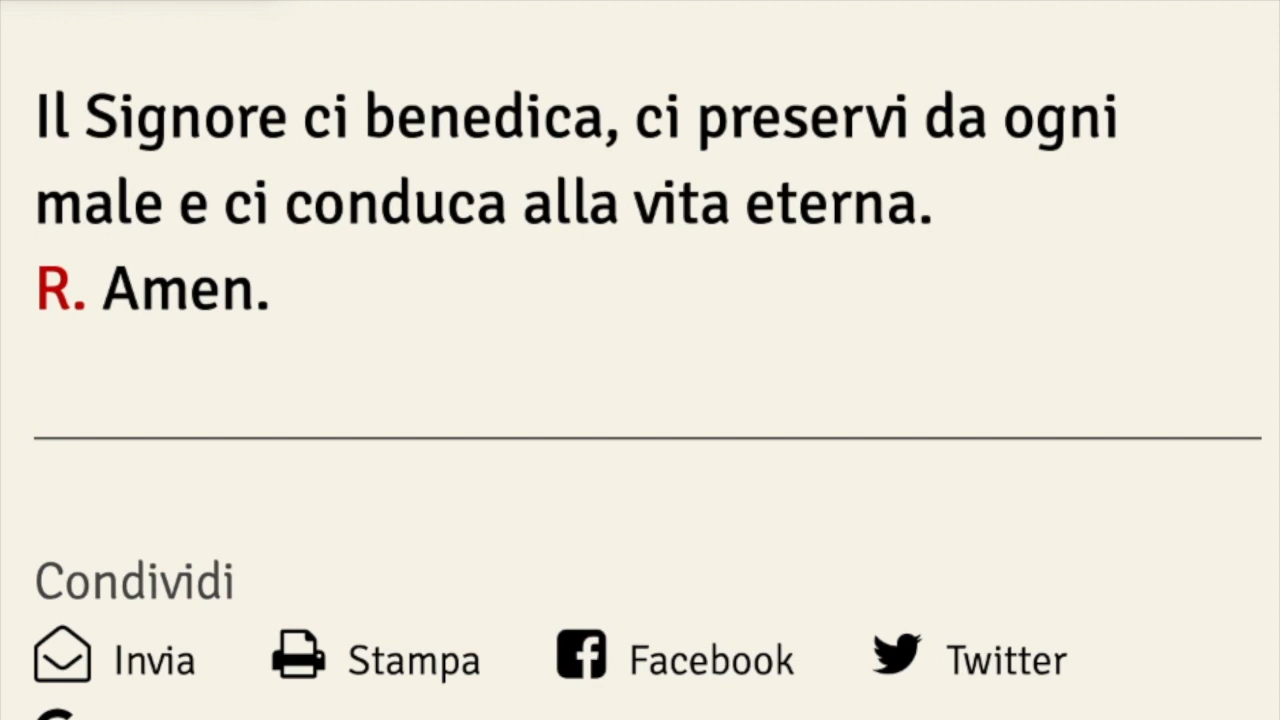 Il Signore ci benedica, ci preservi da ogni
male e ci conduca alla vita eterna.
R. Amen.
Condividi
Invia Stampa Facebook Twitter